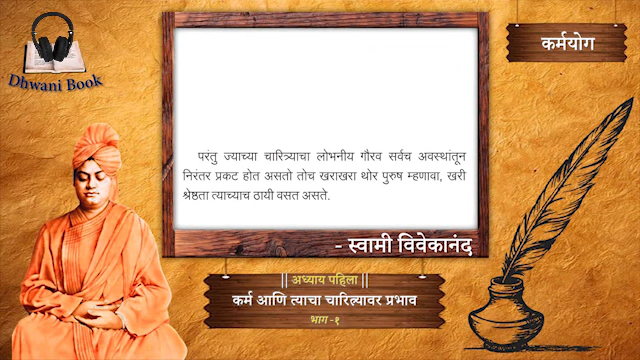 Dhwani Book
कर्मयोग
परंतु ज्याच्या चारित्र्याचा लोभनीय गौरव सर्वच अवस्थांतून
निरंतर प्रकट होत असतो तोच खराखरा थोर पुरुष म्हणावा, खरी
श्रेष्ठता त्याच्याच ठायी वसत असते.
- स्वामी विवेकानंद
|| अध्याय पहिला ||
कर्म आणि त्याचा चारित्र्यावर प्रभाव
भाग -१